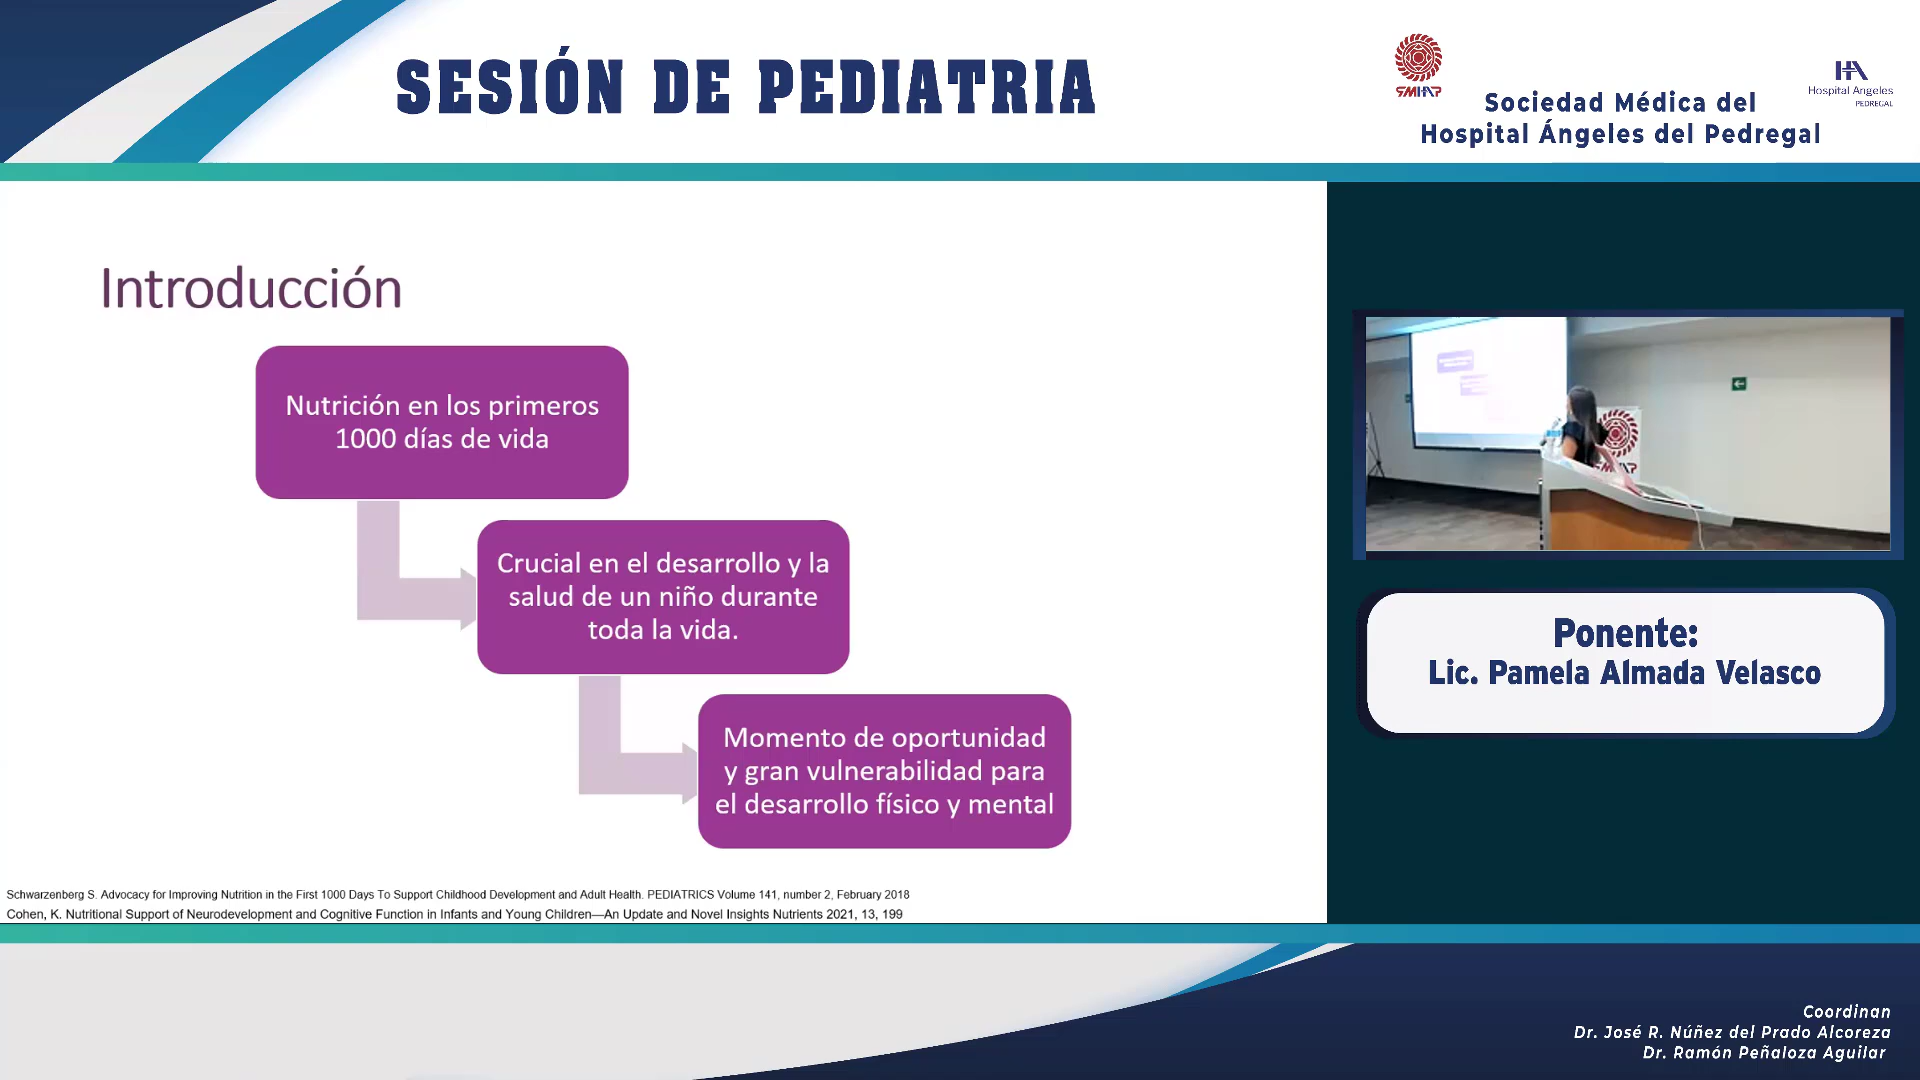 SESIÓN DE PEDIATRIA
SMHAP
Sociedad Médica del
Hospital Ángeles del Pedregal
HA
Hospital Angeles
PEDREGAL
Introducción
Nutrición en los primeros
1000 días de vida
Crucial en el desarrollo y la
salud de un niño durante
toda la vida.
Momento de oportunidad
y gran vulnerabilidad para
el desarrollo físico y mental
Schwarzenberg S. Advocacy for Improving Nutrition in the First 1000 Days To Support Childhood Development and Adult Health. PEDIATRICS Volume 141, number 2, February 2018
Cohen, K. Nutritional Support of Neurodevelopment and Cognitive Function in Infants and Young Children—An Update and Novel Insights Nutrients 2021, 13, 199
SMHAP
Ponente:
Lic. Pamela Almada Velasco
Coordinan
Dr. José R. Núñez del Prado Alcoreza
Dr. Ramón Peñaloza Aguilar